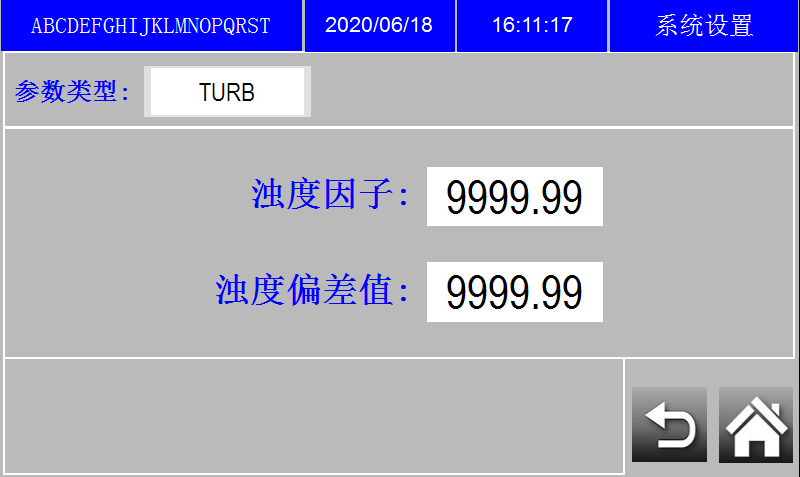 ABCDEFGHIJKLMNOPQRST 2020/06/18 16:11:17 系统设置
参数类型: TURB
浊度因子: 9999.99
浊度偏差值: 9999.99